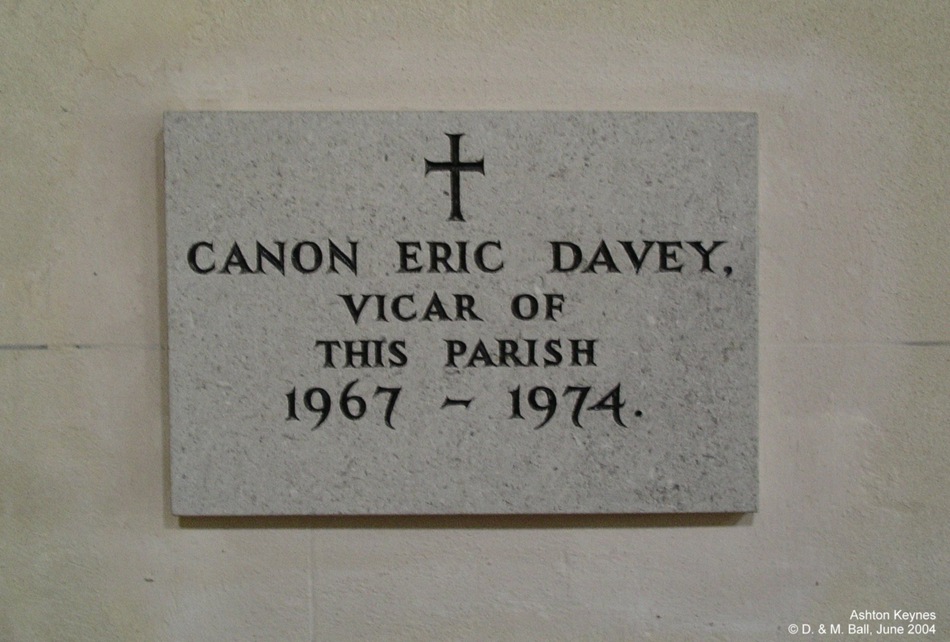 CANON ERIC DAVEY,
VICAR OF
THIS PARISH
1967 - 1974.
Ashton Keynes
© D. & M. Ball, June 2004